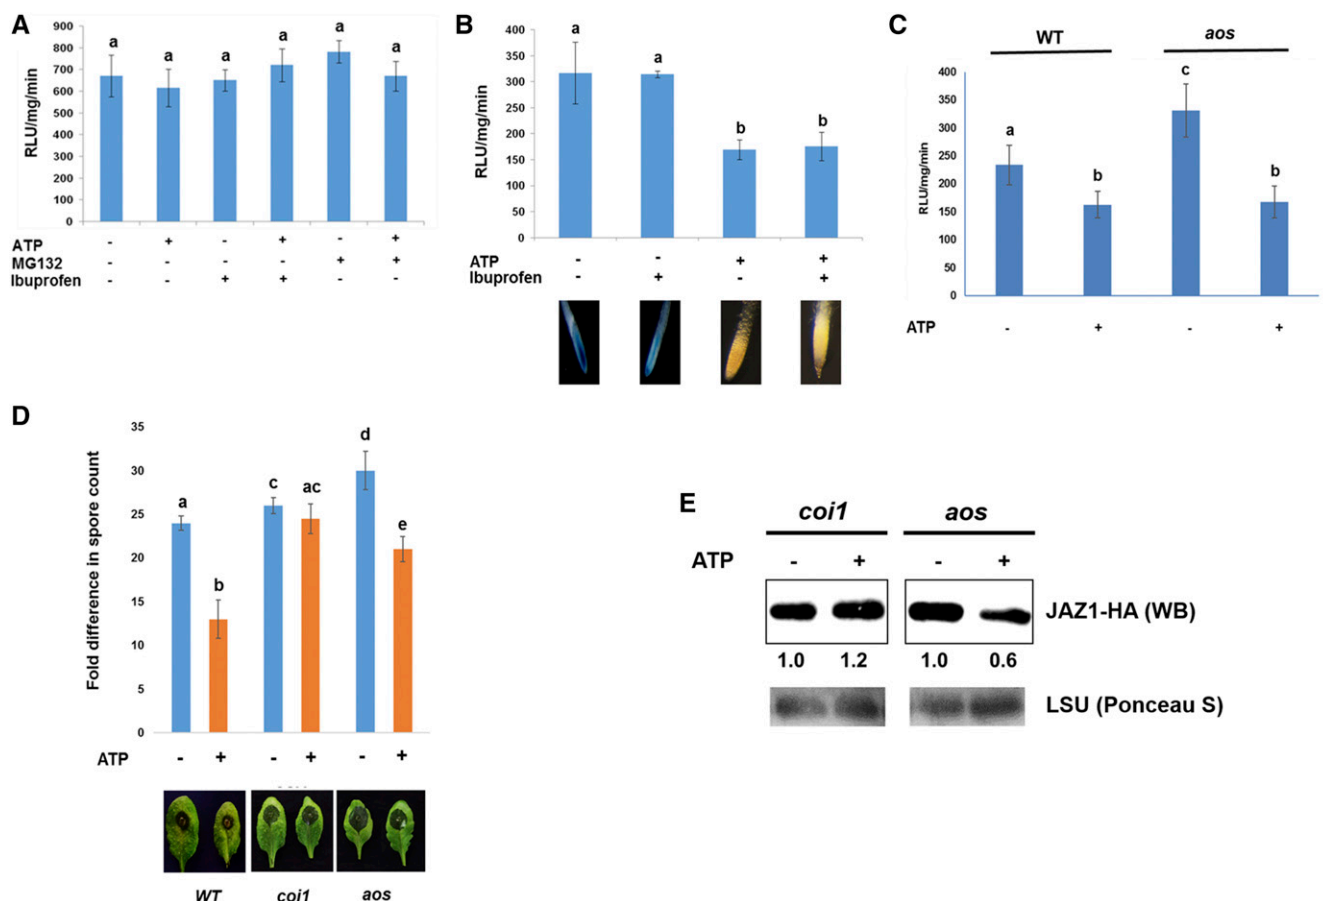 A
RLU/mg/min
900
800
700
600
500
400
300
200
100
0
a a a a a a
ATP - + - + - +
MG132 - - - - + +
Ibuprofen - - + + - -
B
RLU/mg/min
400
350
300
250
200
150
100
50
0
a a b b
ATP - - + +
Ibuprofen - + - +
C
WT aos
RLU/mg/min
400
350
300
250
200
150
100
50
0
a b c b
ATP - + - +
D
Fold difference in spore count
35
30
25
20
15
10
5
0
a b c ac d e
ATP - + - + - +
WT coi1 aos
E
coi1 aos
ATP - + - +
JAZ1-HA (WB)
1.0 1.2 1.0 0.6
LSU (Ponceau S)